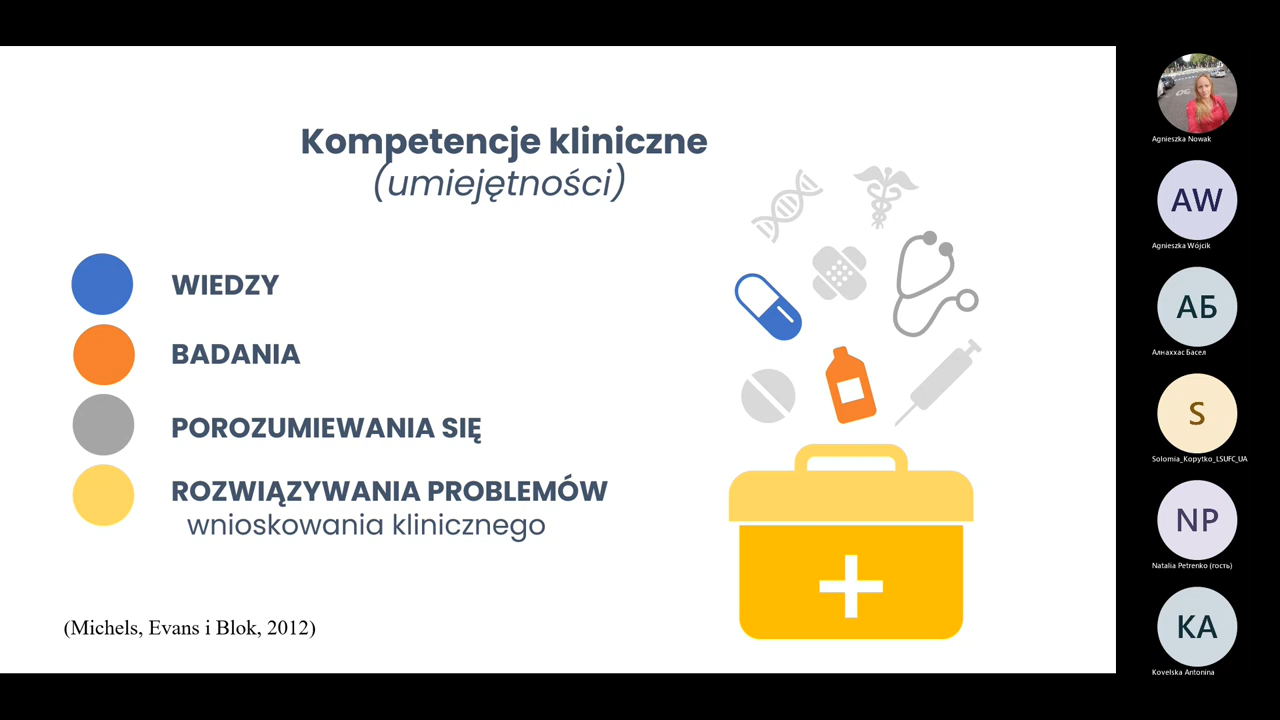 Kompetencje kliniczne
(umiejętności)
WIEDZY
BADANIA
POROZUMIEWANIA SIĘ
ROZWIĄZYWANIA PROBLEMÓW
wnioskowania klinicznego
(Michels, Evans i Blok, 2012)
Agnieszka Nowak
AW
Agnieszka Wójcik
АБ
Алнаххас Басел
S
Solomia_Kopytko_LSUFC_UA
NP
Natalia Petrenko (гость)
KA
Kovelska Antonina